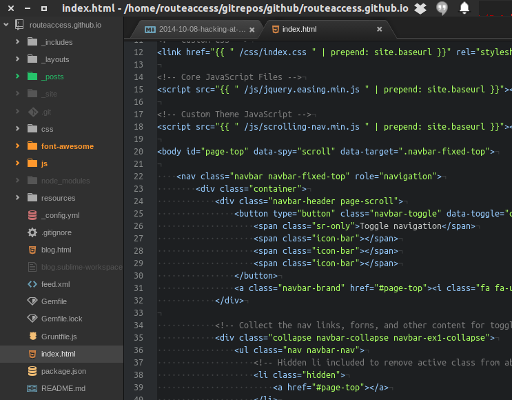 index.html - /home/routeaccess/gitrepos/github/routeaccess.github.io
routeaccess.github.io
_includes
_layouts
_posts
_site
.git
css
font-awesome
js
node_modules
resources
_config.yml
.gitignore
blog.html
blog.sublime-workspace
feed.xml
Gemfile
Gemfile.lock
Gruntfile.js
index.html
package.json
README.md
2014-10-08-hacking-at-...
index.html
12 <link href="{{ " /css/index.css " | prepend: site.baseurl }}" rel="stylesh
13
14 <!-- Core JavaScript Files -->
15 <script src="{{ " /js/jquery.easing.min.js " | prepend: site.baseurl }}"><
16
17 <!-- Custom Theme JavaScript -->
18 <script src="{{ " /js/scrolling-nav.min.js " | prepend: site.baseurl }}"><
19
20 <body id="page-top" data-spy="scroll" data-target=".navbar-fixed-top">
21
22 <nav class="navbar navbar-fixed-top" role="navigation">
23 <div class="container">
24 <div class="navbar-header page-scroll">
25 <button type="button" class="navbar-toggle" data-toggle="c
26 <span class="sr-only">Toggle navigation</span>
27 <span class="icon-bar"></span>
28 <span class="icon-bar"></span>
29 <span class="icon-bar"></span>
30 </button>
31 <a class="navbar-brand" href="#page-top"><i class="fa fa-u
32 </div>
33
34 <!-- Collect the nav links, forms, and other content for toggl
35 <div class="collapse navbar-collapse navbar-ex1-collapse">
36 <ul class="nav navbar-nav">
37 <!-- Hidden li included to remove active class from ab
38 <li class="hidden">
39 <a href="#page-top"></a>